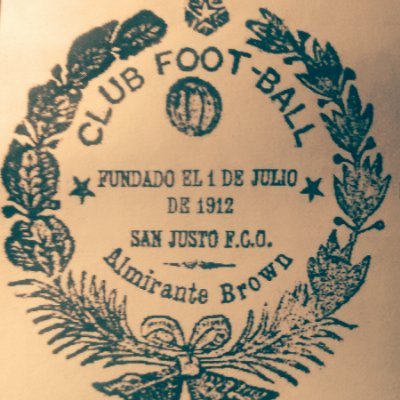 CLUB FOOT-BALL
FUNDADO EL 1 DE JULIO
DE 1912
SAN JUSTO F.C.O.
Almirante Brown